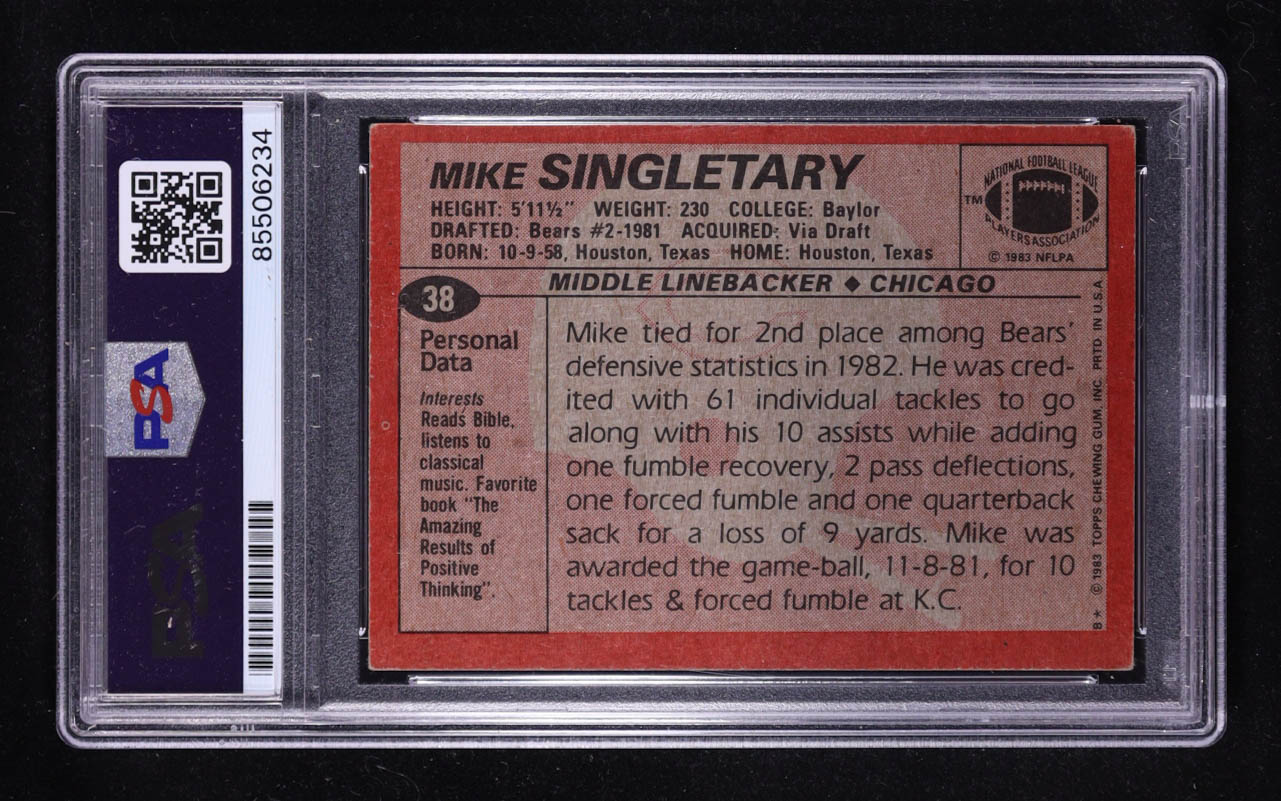 85506234
PSA
PSA
MIKE SINGLETARY
HEIGHT: 5'11½" WEIGHT: 230 COLLEGE: Baylor
DRAFTED: Bears #2-1981 ACQUIRED: Via Draft
BORN: 10-9-58, Houston, Texas HOME: Houston, Texas
NATIONAL FOOTBALL LEAGUE
TM
PLAYERS ASSOCIATION
© 1983 NFLPA
MIDDLE LINEBACKER ◆ CHICAGO
38
Personal
Data
Interests
Reads Bible,
listens to
classical
music. Favorite
book "The
Amazing
Results of
Positive
Thinking".
Mike tied for 2nd place among Bears'
defensive statistics in 1982. He was cred-
ited with 61 individual tackles to go
along with his 10 assists while adding
one fumble recovery, 2 pass deflections,
one forced fumble and one quarterback
sack for a loss of 9 yards. Mike was
awarded the game-ball, 11-8-81, for 10
tackles & forced fumble at K.C.
B* © 1983 TOPPS CHEWING GUM, INC. PRTD. IN U.S.A.